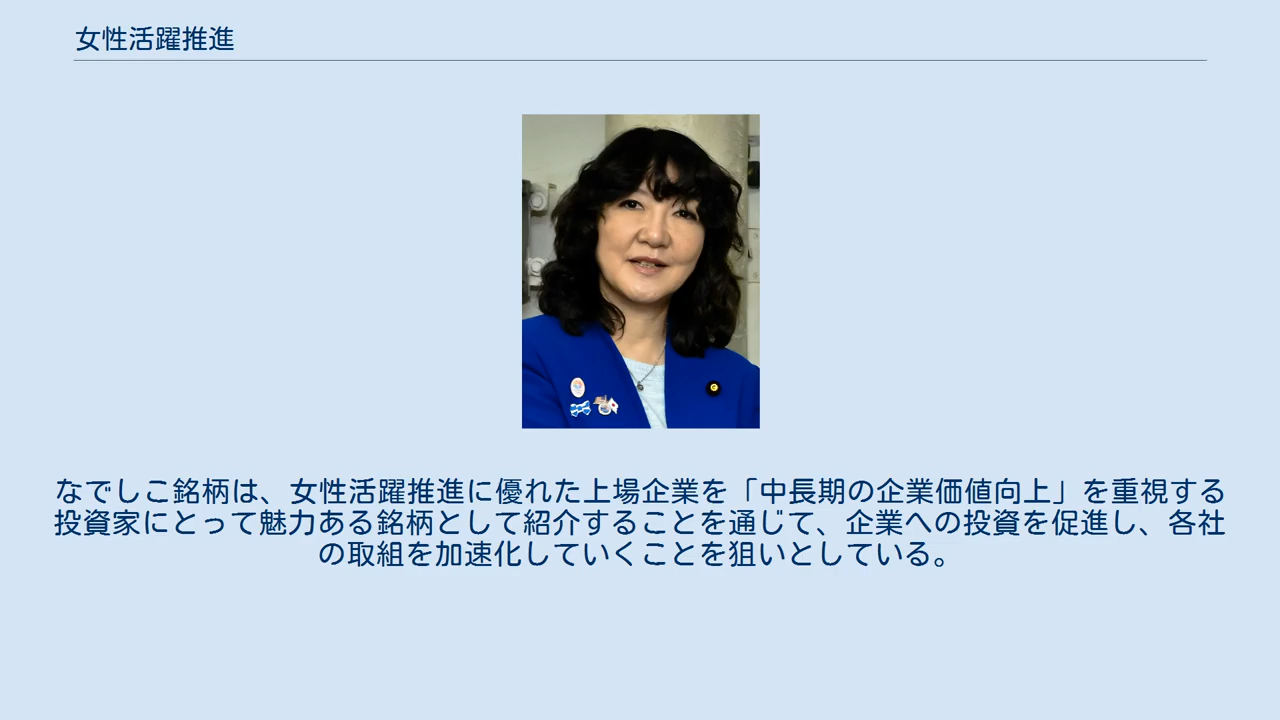 女性活躍推進
なでしこ銘柄は、女性活躍推進に優れた上場企業を「中長期の企業価値向上」を重視する
投資家にとって魅力ある銘柄として紹介することを通じて、企業への投資を促進し、各社
の取組を加速化していくことを狙いとしている。